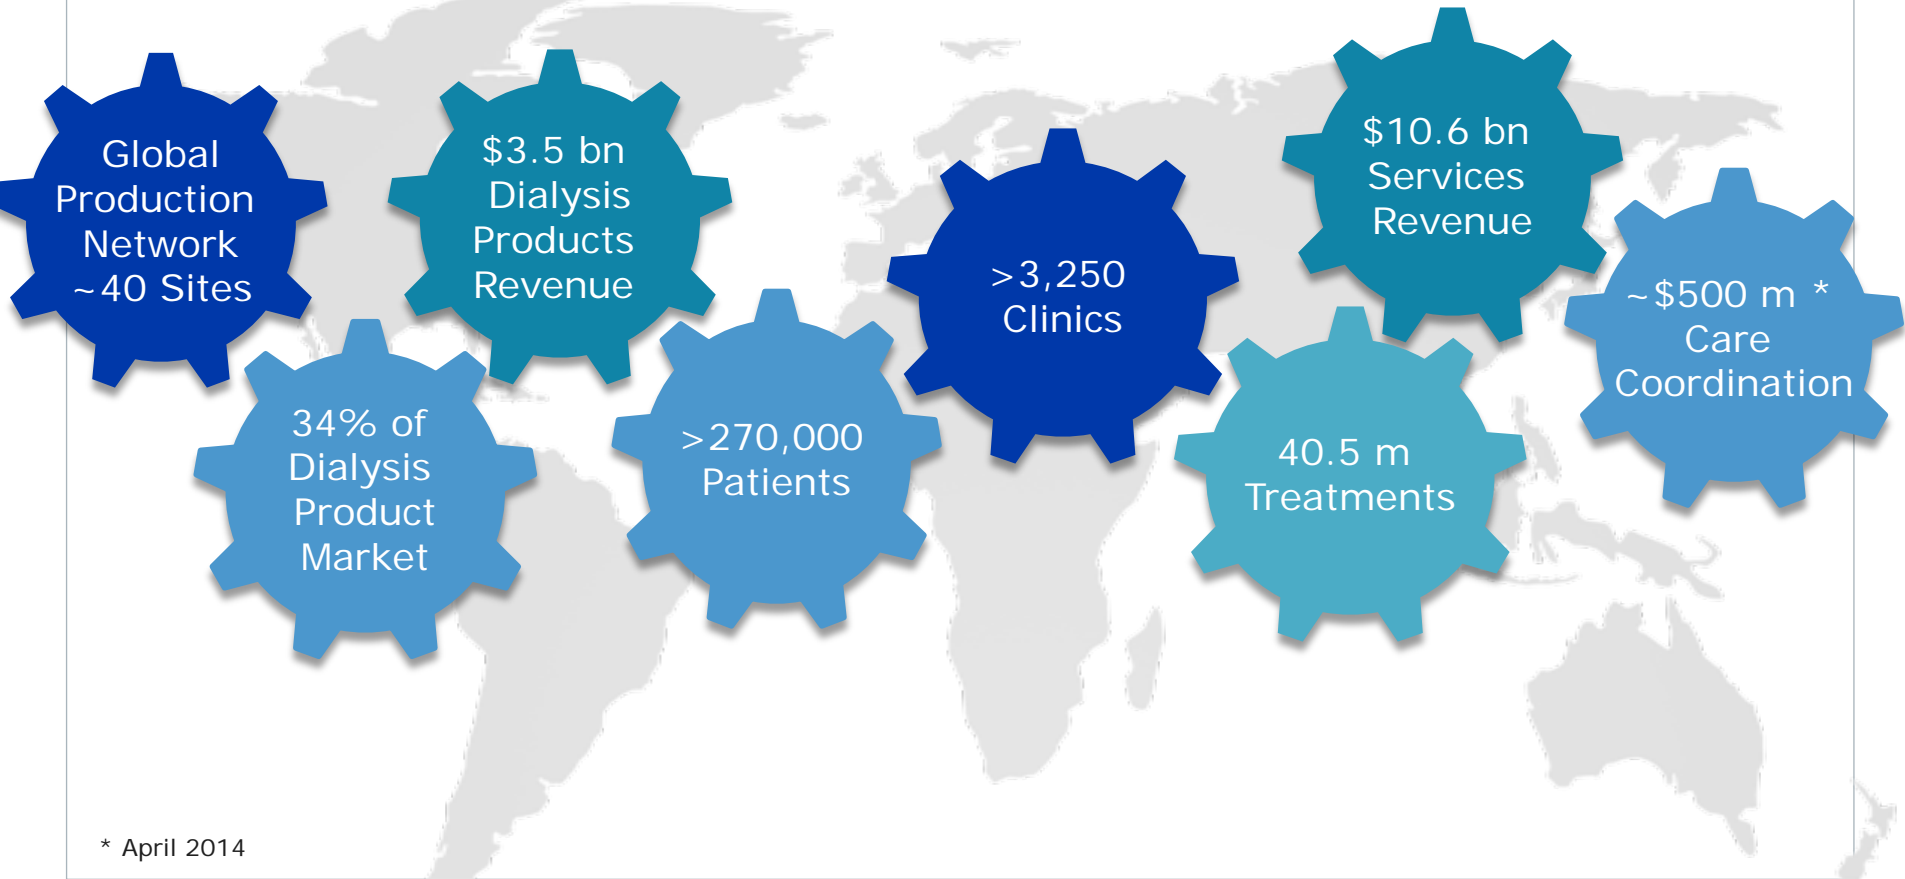 Global
Production
Network
~40 Sites
34% of
Dialysis
Product
Market
$3.5 bn
Dialysis
Products
Revenue
>270,000
Patients
>3,250
Clinics
40.5 m
Treatments
$10.6 bn
Services
Revenue
~$500 m *
Care
Coordination
* April 2014